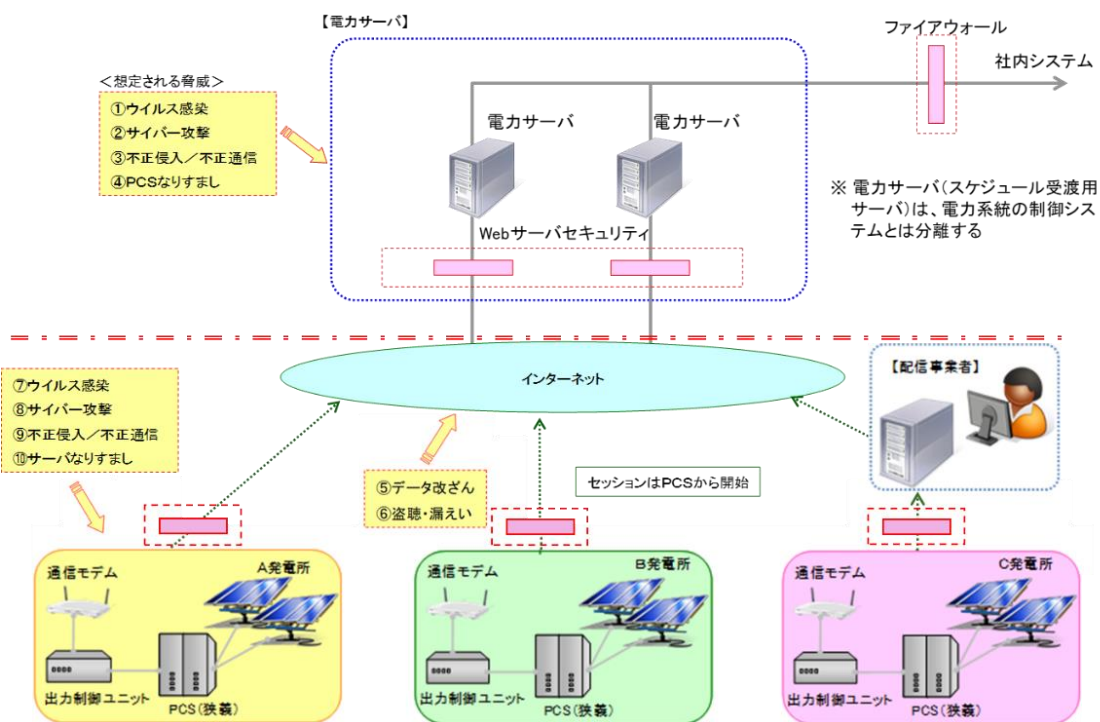 【電力サーバ】
ファイアウォール
社内システム
＜想定される脅威＞
①ウイルス感染
②サイバー攻撃
③不正侵入／不正通信
④PCSなりすまし
電力サーバ
電力サーバ
※ 電力サーバ(スケジュール受渡用
サーバ)は、電力系統の制御シス
テムとは分離する
Webサーバセキュリティ
⑦ウイルス感染
⑧サイバー攻撃
⑨不正侵入／不正通信
⑩サーバなりすまし
インターネット
【配信事業者】
⑤データ改ざん
⑥盗聴・漏えい
セッションはPCSから開始
通信モデム
A発電所
出力制御ユニット
PCS(狭義)
通信モデム
B発電所
出力制御ユニット
PCS(狭義)
通信モデム
C発電所
出力制御ユニット
PCS(狭義)